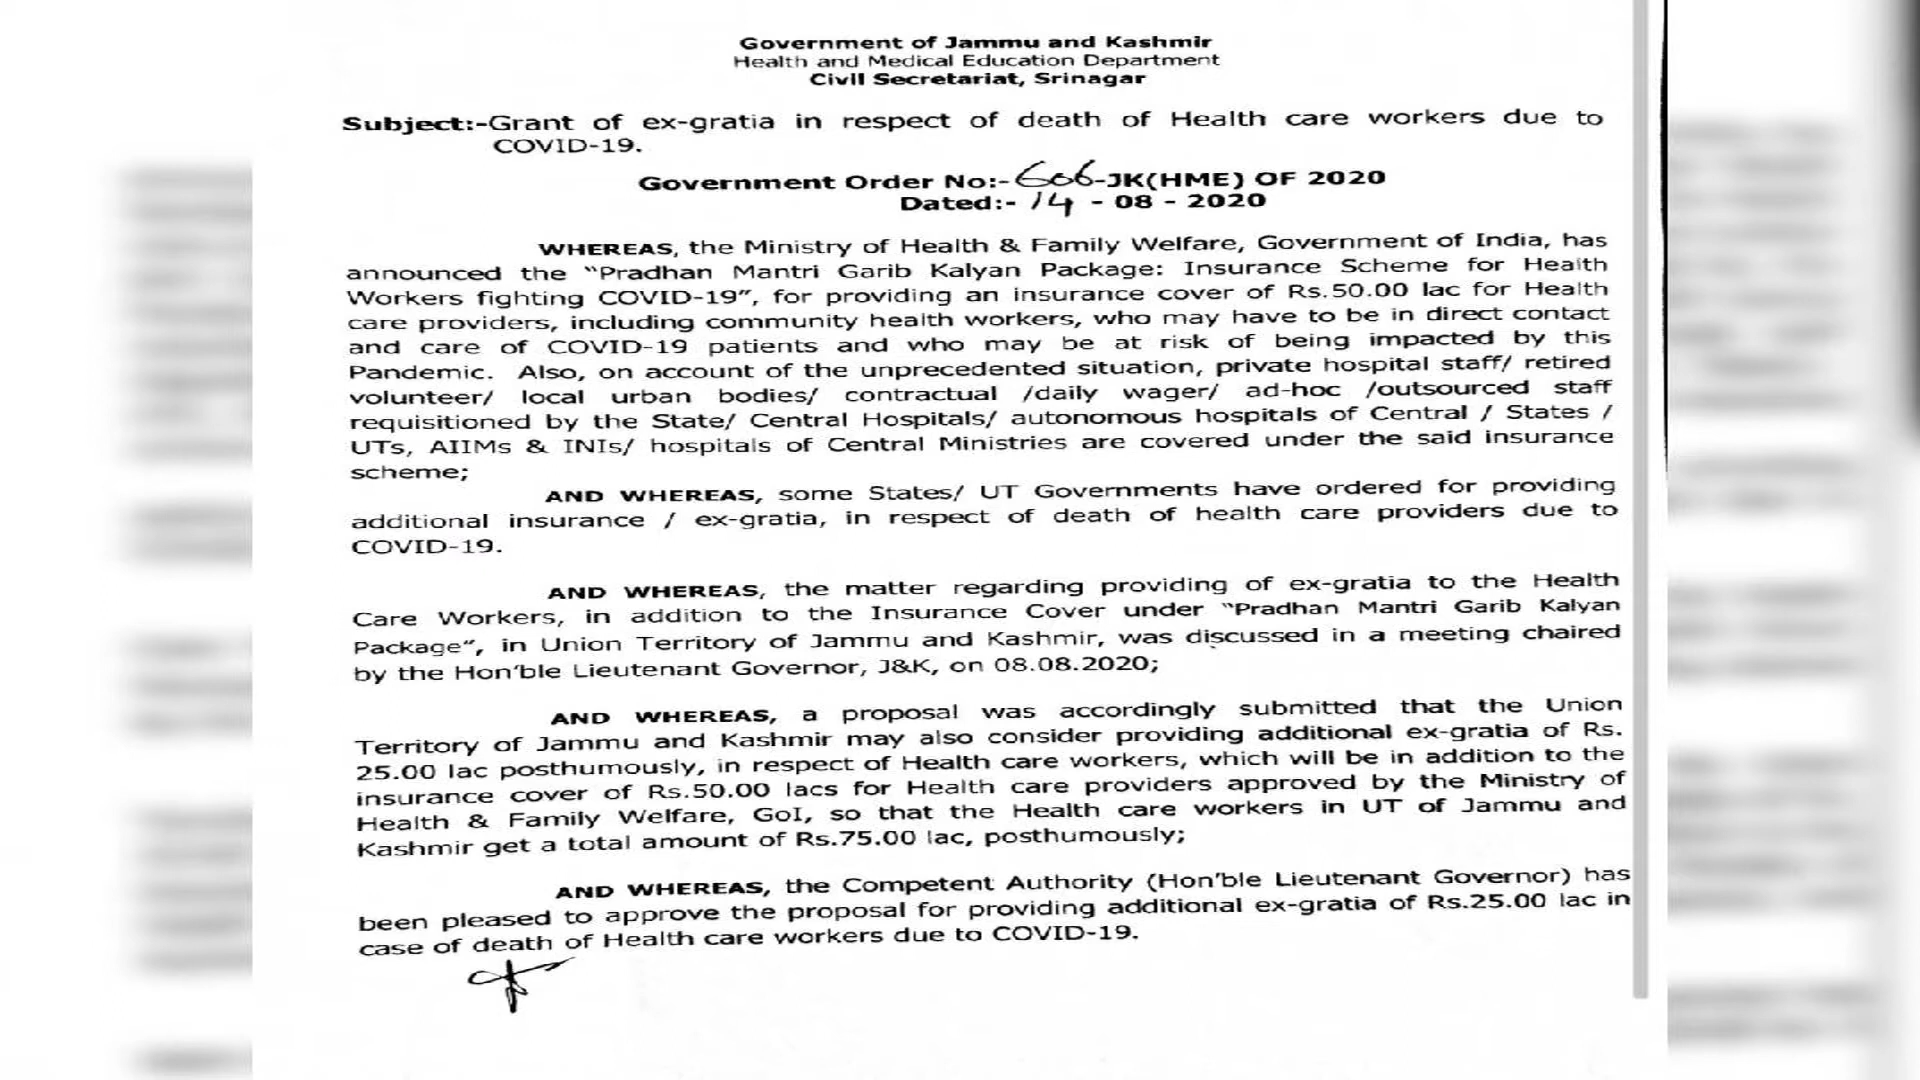 Government of Jammu and Kashmir
Health and Medical Education Department
Civil Secretariat, Srinagar
Subject:-Grant of ex-gratia in respect of death of Health care workers due to
COVID-19.
Government Order No:-606-JK(HME) OF 2020
Dated:- 14 - 08 - 2020
WHEREAS, the Ministry of Health & Family Welfare, Government of India, has
announced the "Pradhan Mantri Garib Kalyan Package: Insurance Scheme for Health
Workers fighting COVID-19", for providing an insurance cover of Rs.50.00 lac for Health
care providers, including community health workers, who may have to be in direct contact
and care of COVID-19 patients and who may be at risk of being impacted by this
Pandemic. Also, on account of the unprecedented situation, private hospital staff/ retired
volunteer/ local urban bodies/ contractual /daily wager/ ad-hoc /outsourced staff
requisitioned by the State/ Central Hospitals/ autonomous hospitals of Central / States /
UTs, AIIMs & INIs/ hospitals of Central Ministries are covered under the said insurance
scheme;
AND WHEREAS, some States/ UT Governments have ordered for providing
additional insurance / ex-gratia, in respect of death of health care providers due to
COVID-19.
AND WHEREAS, the matter regarding providing of ex-gratia to the Health
Care Workers, in addition to the Insurance Cover under "Pradhan Mantri Garib Kalyan
Package", in Union Territory of Jammu and Kashmir, was discussed in a meeting chaired
by the Hon'ble Lieutenant Governor, J&K, on 08.08.2020;
AND WHEREAS, a proposal was accordingly submitted that the Union
Territory of Jammu and Kashmir may also consider providing additional ex-gratia of Rs.
25.00 lac posthumously, in respect of Health care workers, which will be in addition to the
insurance cover of Rs.50.00 lacs for Health care providers approved by the Ministry of
Health & Family Welfare, GoI, so that the Health care workers in UT of Jammu and
Kashmir get a total amount of Rs.75.00 lac, posthumously;
AND WHEREAS, the Competent Authority (Hon'ble Lieutenant Governor) has
been pleased to approve the proposal for providing additional ex-gratia of Rs.25.00 lac in
case of death of Health care workers due to COVID-19.